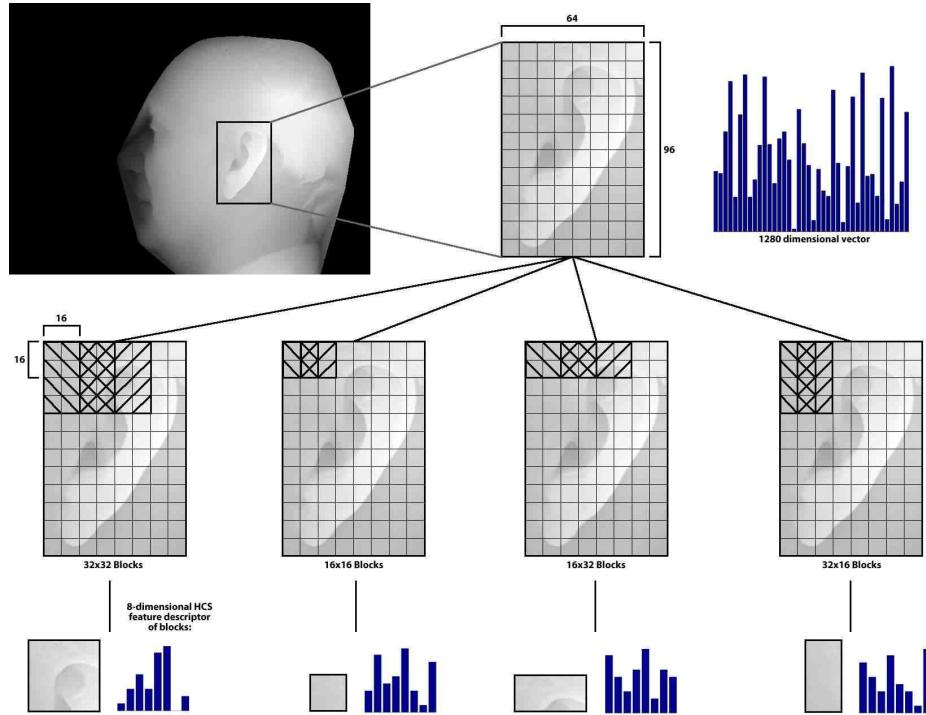 64
96
1280 dimensional vector
16
16
32x32 Blocks
16x16 Blocks
16x32 Blocks
32x16 Blocks
8-dimensional HCS
feature descriptor
of blocks: